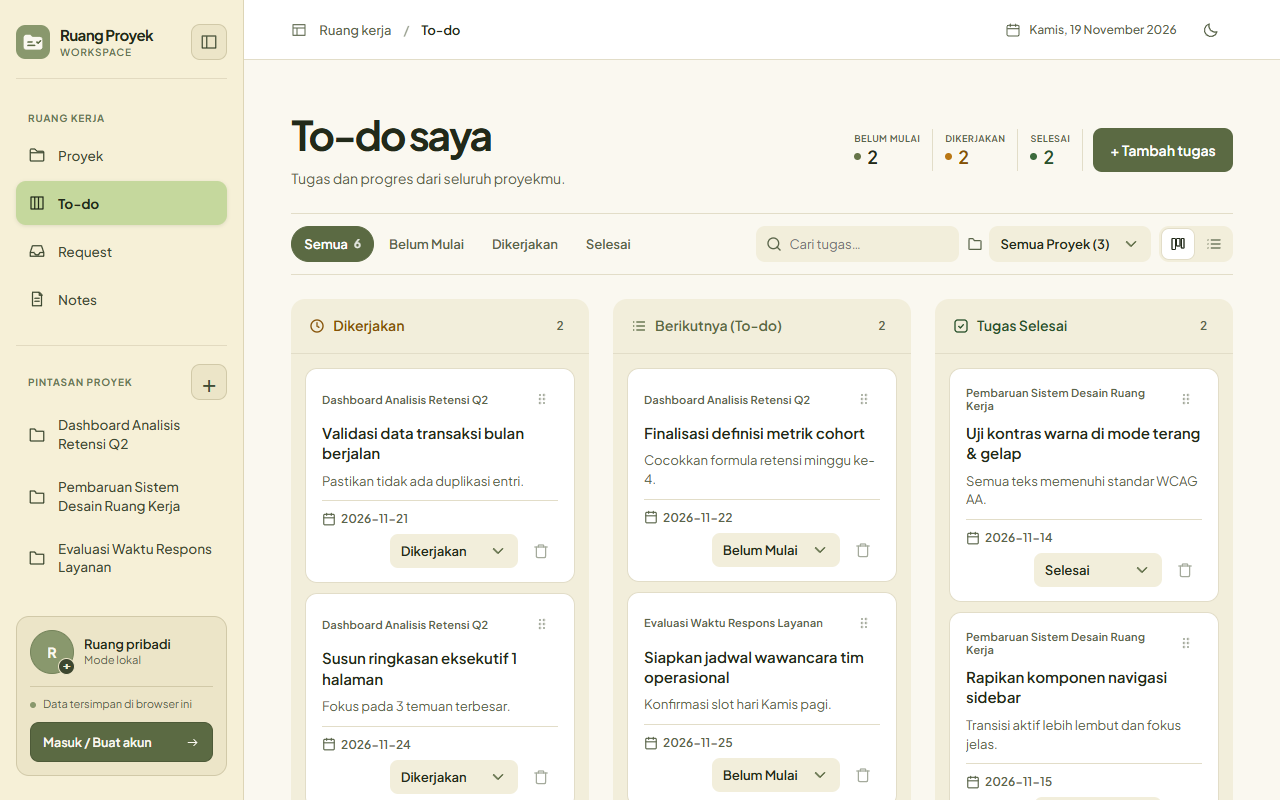 Ruang Proyek
WORKSPACE
RUANG KERJA
Proyek
To-do
Request
Notes
PINTASAN PROYEK
+
Dashboard Analisis
Retensi Q2
Pembaruan Sistem
Desain Ruang Kerja
Evaluasi Waktu Respons
Layanan
R
+
Ruang pribadi
Mode lokal
Data tersimpan di browser ini
Masuk / Buat akun →
Ruang kerja / To-do
Kamis, 19 November 2026
To-do saya
Tugas dan progres dari seluruh proyekmu.
BELUM MULAI
2
DIKERJAKAN
2
SELESAI
2
+ Tambah tugas
Semua 6
Belum Mulai
Dikerjakan
Selesai
Cari tugas...
Semua Proyek (3)
Dikerjakan 2
Dashboard Analisis Retensi Q2
Validasi data transaksi bulan
berjalan
Pastikan tidak ada duplikasi entri.
2026-11-21
Dikerjakan
Dashboard Analisis Retensi Q2
Susun ringkasan eksekutif 1
halaman
Fokus pada 3 temuan terbesar.
2026-11-24
Dikerjakan
Berikutnya (To-do) 2
Dashboard Analisis Retensi Q2
Finalisasi definisi metrik cohort
Cocokkan formula retensi minggu ke-
4.
2026-11-22
Belum Mulai
Evaluasi Waktu Respons Layanan
Siapkan jadwal wawancara tim
operasional
Konfirmasi slot hari Kamis pagi.
2026-11-25
Belum Mulai
Tugas Selesai 2
Pembaruan Sistem Desain Ruang
Kerja
Uji kontras warna di mode terang
& gelap
Semua teks memenuhi standar WCAG
AA.
2026-11-14
Selesai
Pembaruan Sistem Desain Ruang
Kerja
Rapikan komponen navigasi
sidebar
Transisi aktif lebih lembut dan fokus
jelas.
2026-11-15